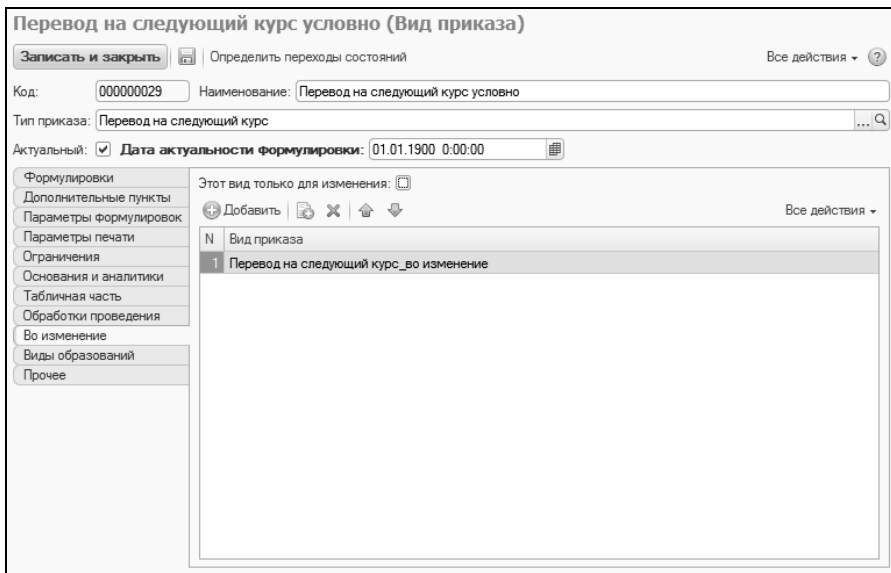 Перевод на следующий курс условно (Вид приказа)
Записать и закрыть Определить переходы состояний Все действия ?
Код: 000000029 Наименование: Перевод на следующий курс условно
Тип приказа: Перевод на следующий курс ...
Актуальный: Дата актуальности формулировки: 01.01.1900 0:00:00
Формулировки
Дополнительные пункты
Параметры формулировок
Параметры печати
Ограничения
Основания и аналитики
Табличная часть
Обработки проведения
Во изменение
Виды образований
Прочее
Этот вид только для изменения:
Добавить Все действия
N Вид приказа
1 Перевод на следующий курс_во изменение